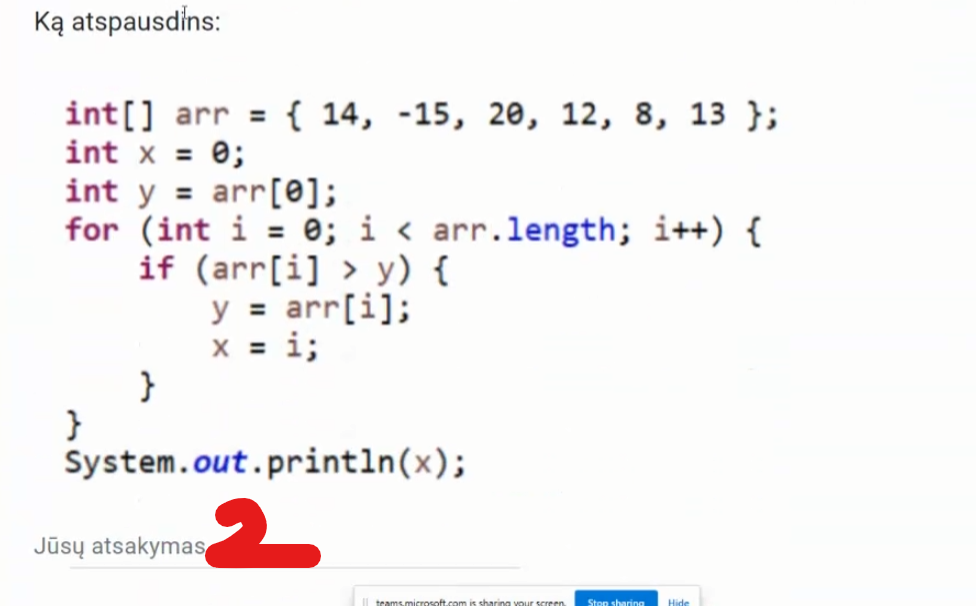 Ką atspausdins:
int[] arr = { 14, -15, 20, 12, 8, 13 };
int x = 0;
int y = arr[0];
for (int i = 0; i < arr.length; i++) {
    if (arr[i] > y) {
        y = arr[i];
        x = i;
    }
}
System.out.println(x);
Jūsų atsakymas 2
teams.microsoft.com is sharing your screen. Stop sharing Hide